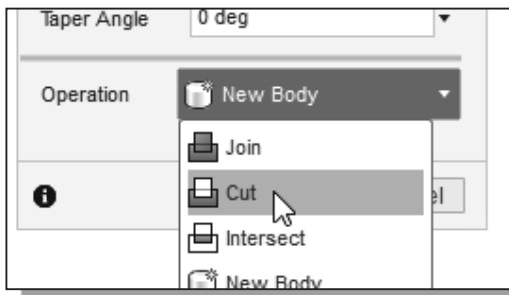 Taper Angle 0 deg
Operation New Body
Join
Cut
Intersect
New Body